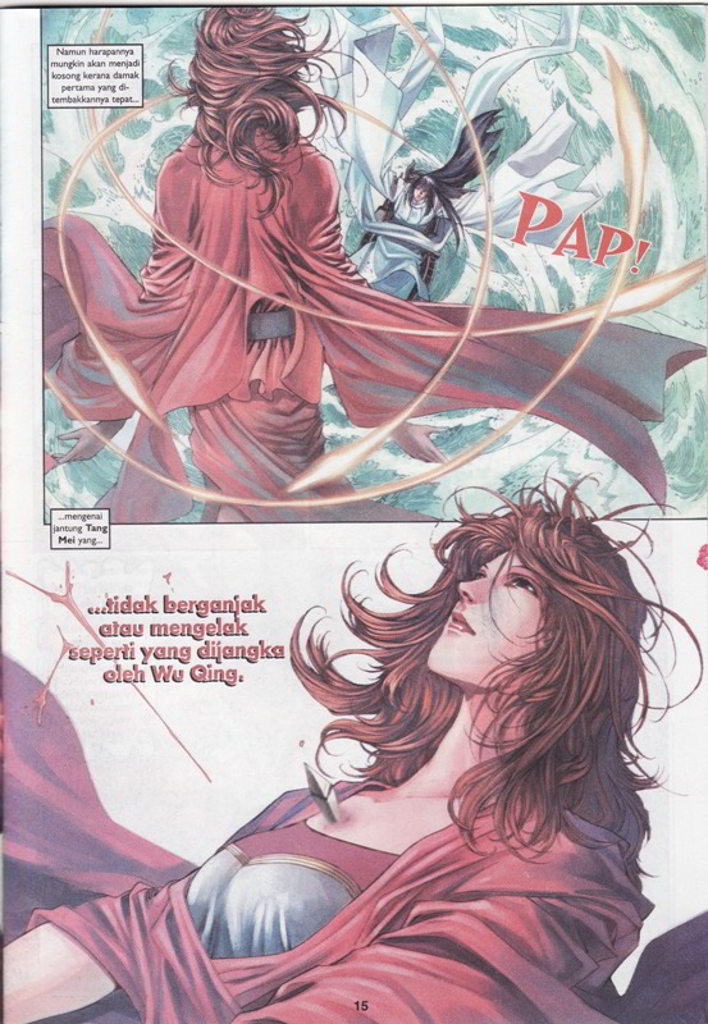 Namun harapannya
mungkin akan menjadi
kosong kerana damak
pertama yang di-
tembakkannya tepat...
PAP!
...mengenai
jantung Tang
Mei yang...
...tidak berganjak
atau mengelak
seperti yang dijangka
oleh Wu Qing.
15